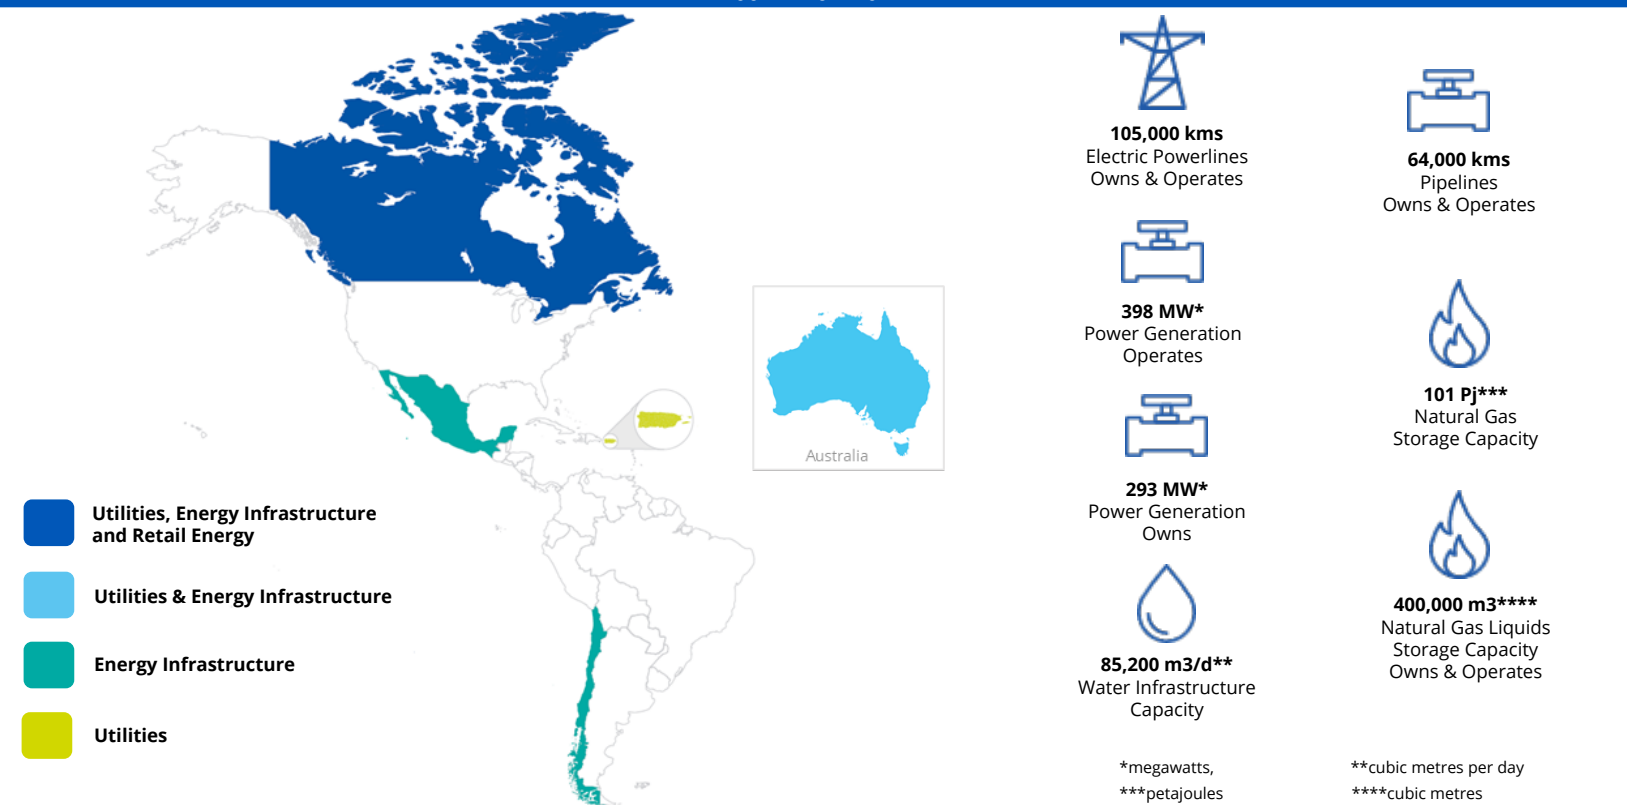 105,000 kms
Electric Powerlines
Owns & Operates
64,000 kms
Pipelines
Owns & Operates
398 MW*
Power Generation
Operates
101 Pj***
Natural Gas
Storage Capacity
293 MW*
Power Generation
Owns
400,000 m3****
Natural Gas Liquids
Storage Capacity
Owns & Operates
85,200 m3/d**
Water Infrastructure
Capacity
Australia
Utilities, Energy Infrastructure
and Retail Energy
Utilities & Energy Infrastructure
Energy Infrastructure
Utilities
*megawatts,
**cubic metres per day
***petajoules
****cubic metres